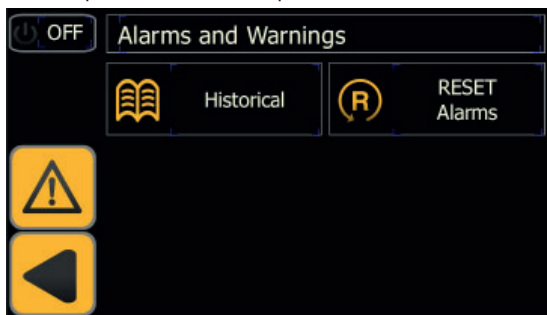 OFF
Alarms and Warnings
Historical
R
RESET
Alarms